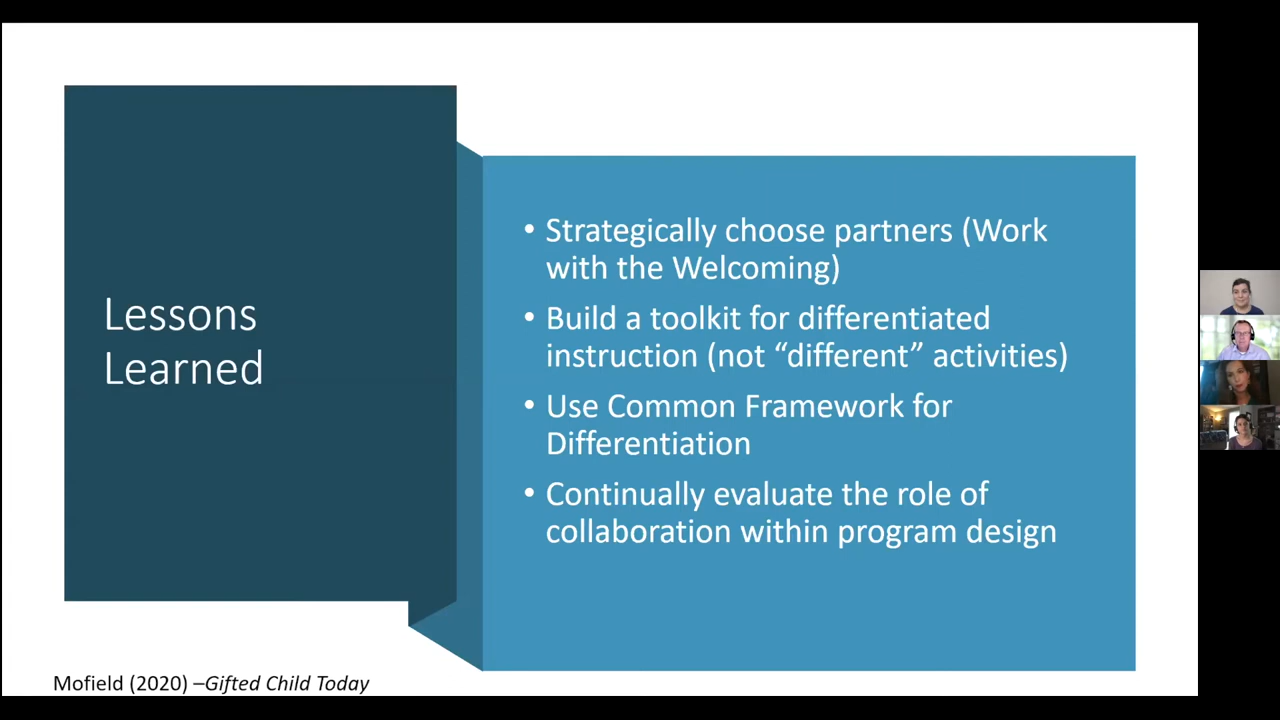 Lessons
Learned
• Strategically choose partners (Work
with the Welcoming)
• Build a toolkit for differentiated
instruction (not “different” activities)
• Use Common Framework for
Differentiation
• Continually evaluate the role of
collaboration within program design
Mofield (2020) –Gifted Child Today